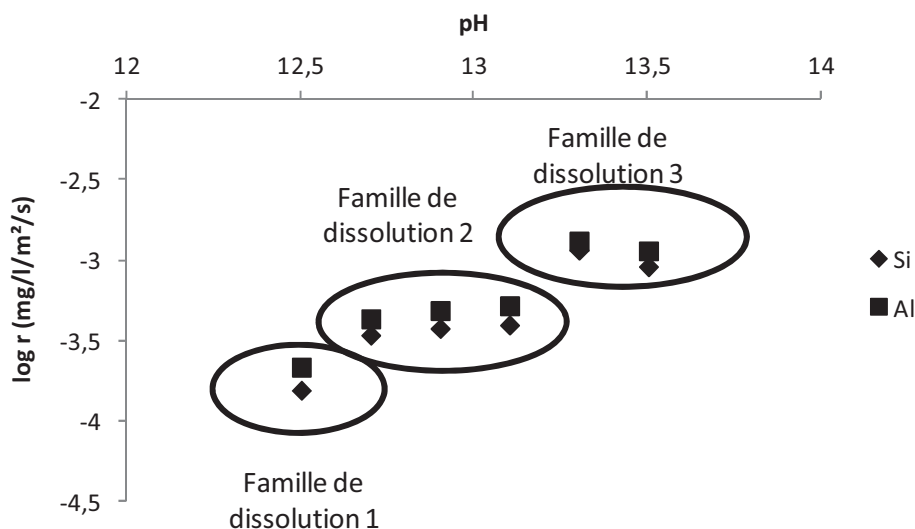 pH
12 12,5 13 13,5 14
-2
-2,5
-3
-3,5
-4
-4,5
log r (mg/l/m²/s)
Famille de
dissolution 3
Famille de
dissolution 2
Famille de
dissolution 1
Si
Al